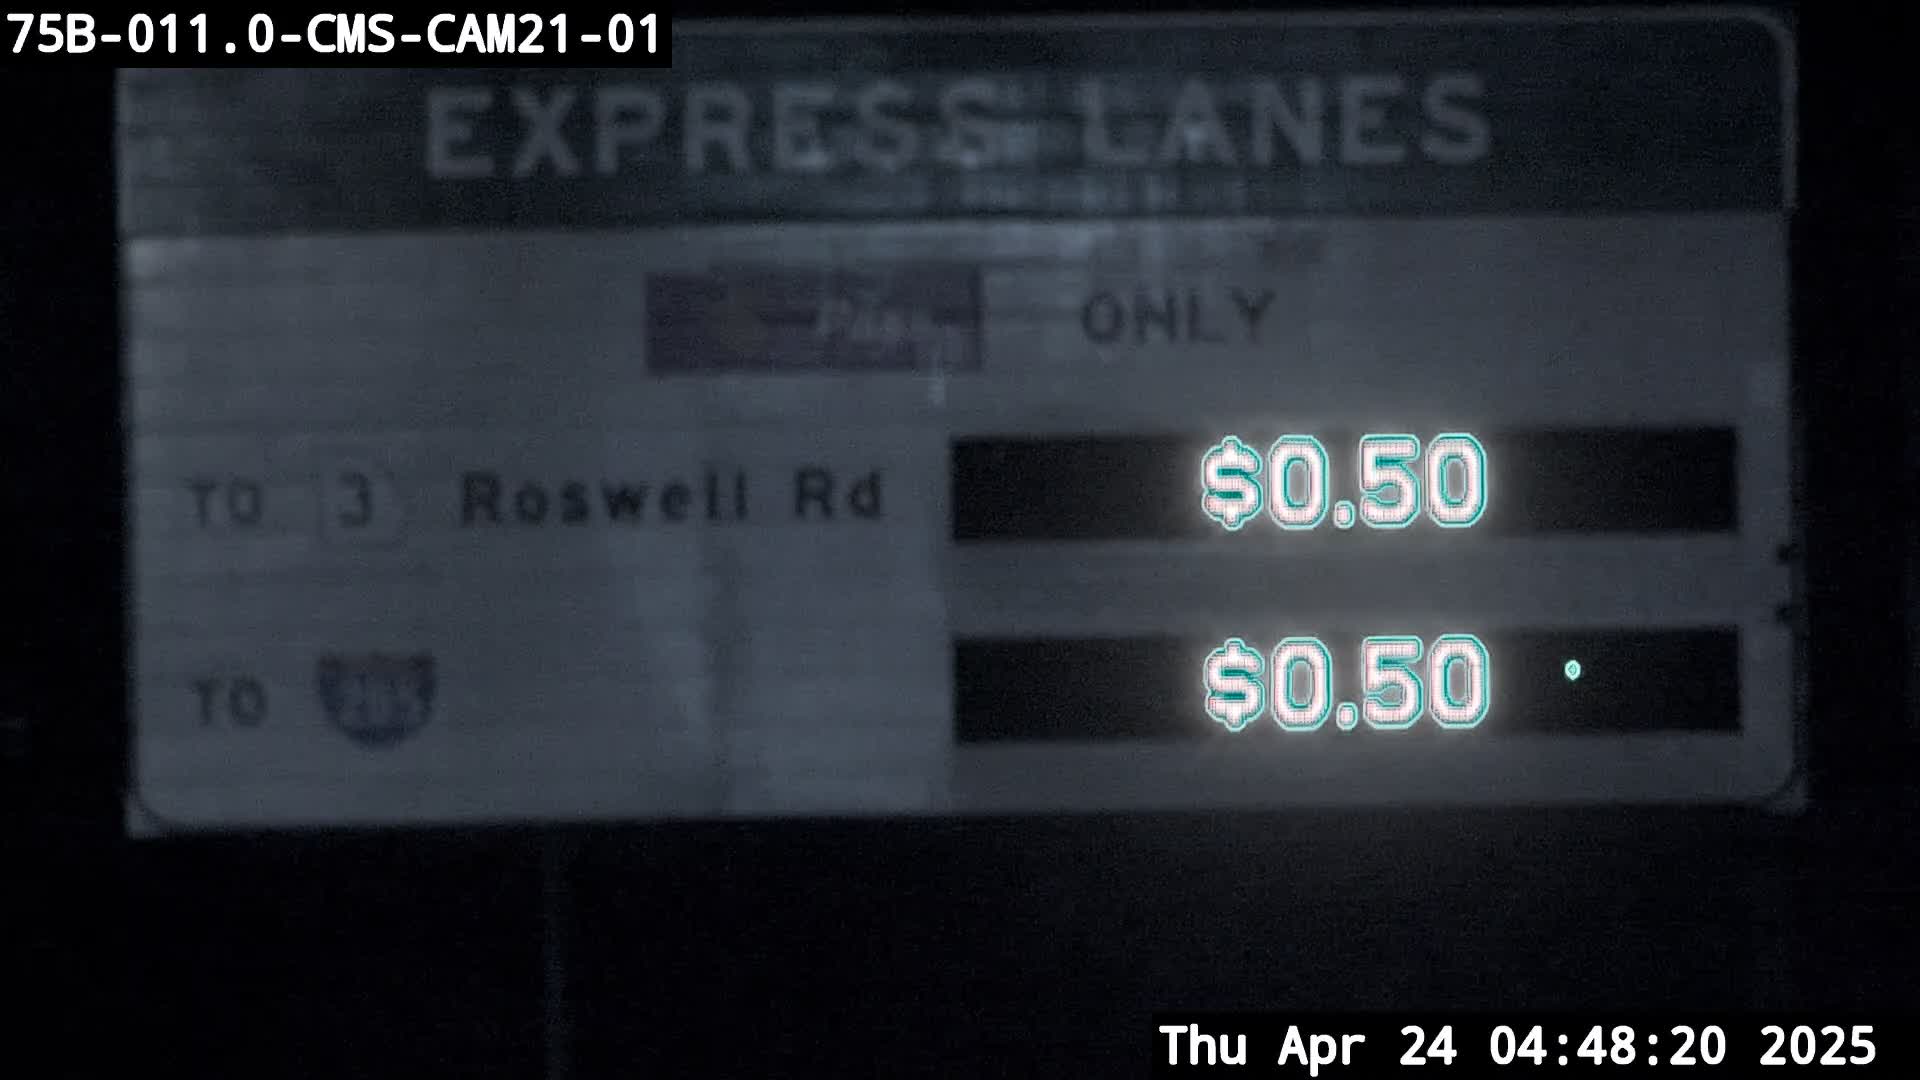 75B-011.0-CMS-CAM21-01
EXPRESS LANES
ONLY
TO 3 Roswell Rd $0.50
TO 285 $0.50
Thu Apr 24 04:48:20 2025